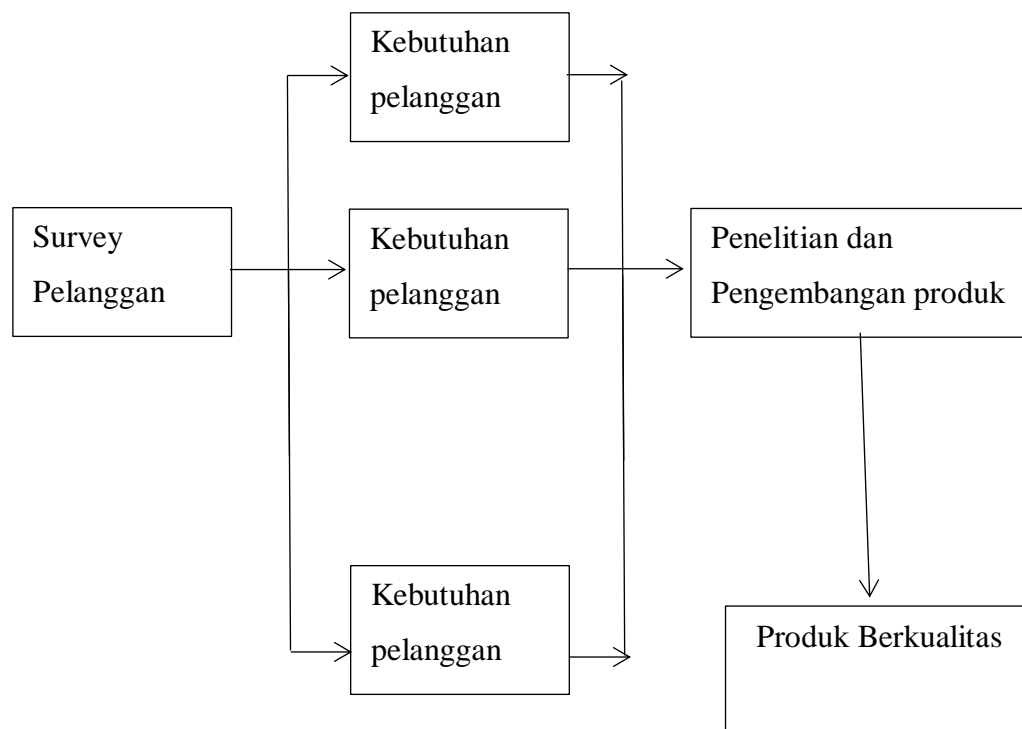 Kebutuhan
pelanggan
Survey
Pelanggan
Kebutuhan
pelanggan
Penelitian dan
Pengembangan produk
Kebutuhan
pelanggan
Produk Berkualitas